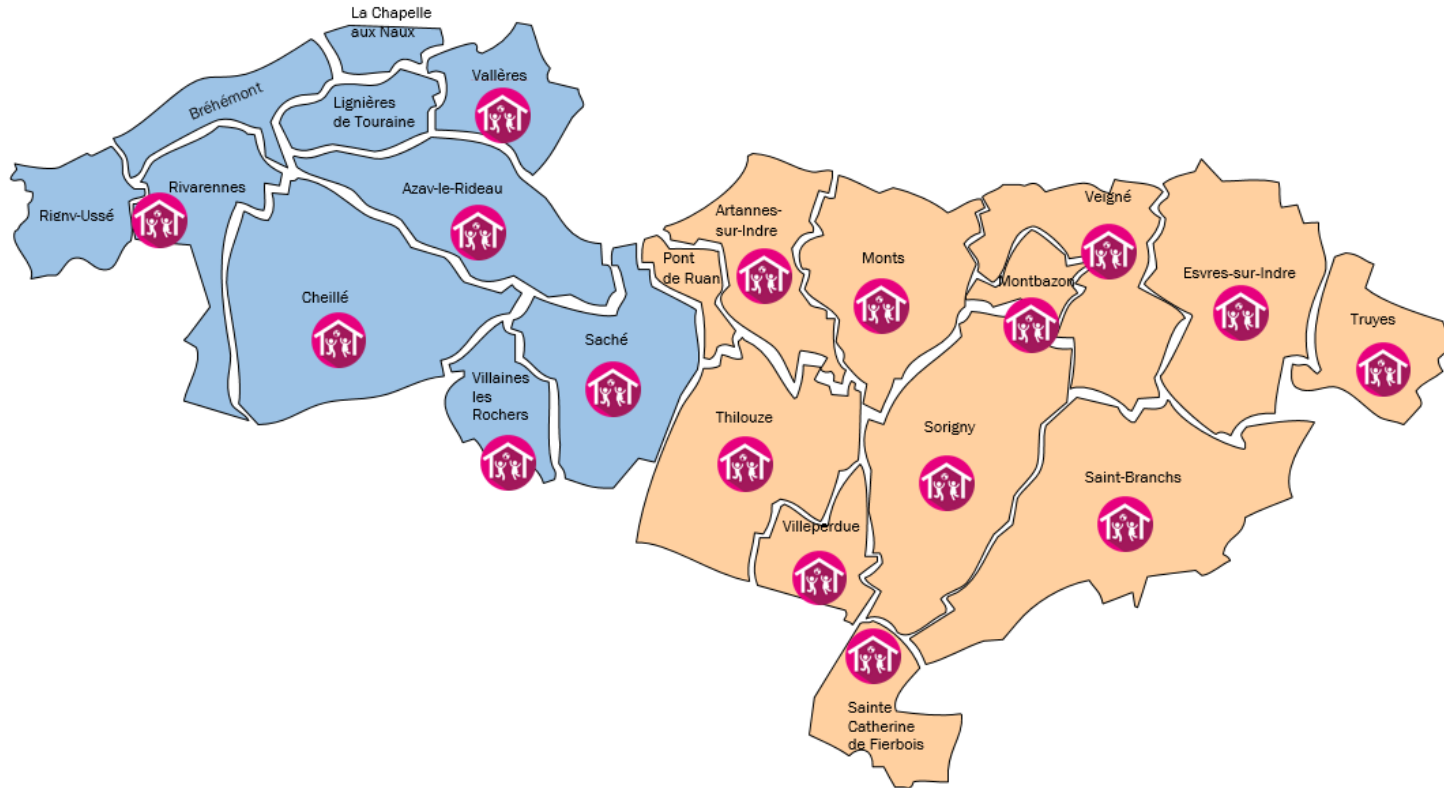 La Chapelle
aux Naux
Vallères
Bréhémont
Lignières
de Touraine
Rivarennes
Azay-le-Rideau
Rigny-Ussé
Artannes-
sur-Indre
Veigné
Pont
de Ruan
Monts
Montbazon
Esvres-sur-Indre
Cheillé
Truyes
Saché
Villaines
les
Rochers
Thilouze
Sorigny
Saint-Branchs
Villeperdue
Sainte
Catherine
de Fierbois